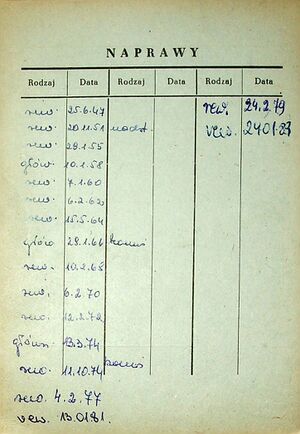 NAPRAWY
Rodzaj Data Rodzaj Data Rodzaj Data
rew. 25.6.47 rew. 24.2.79
rew. 20.11.51 rew. 24.01.83
rew. 28.1.55
główn. 10.1.58
rew. 7.1.60
rew. 6.2.62
rew. 15.5.64
główn 28.1.66
rew. 10.2.68
rew. 6.2.70
rew. 12.2.72
główn. 13.3.74
rew. 11.10.74
rew. 4.2.77
rew. 13.01.81.